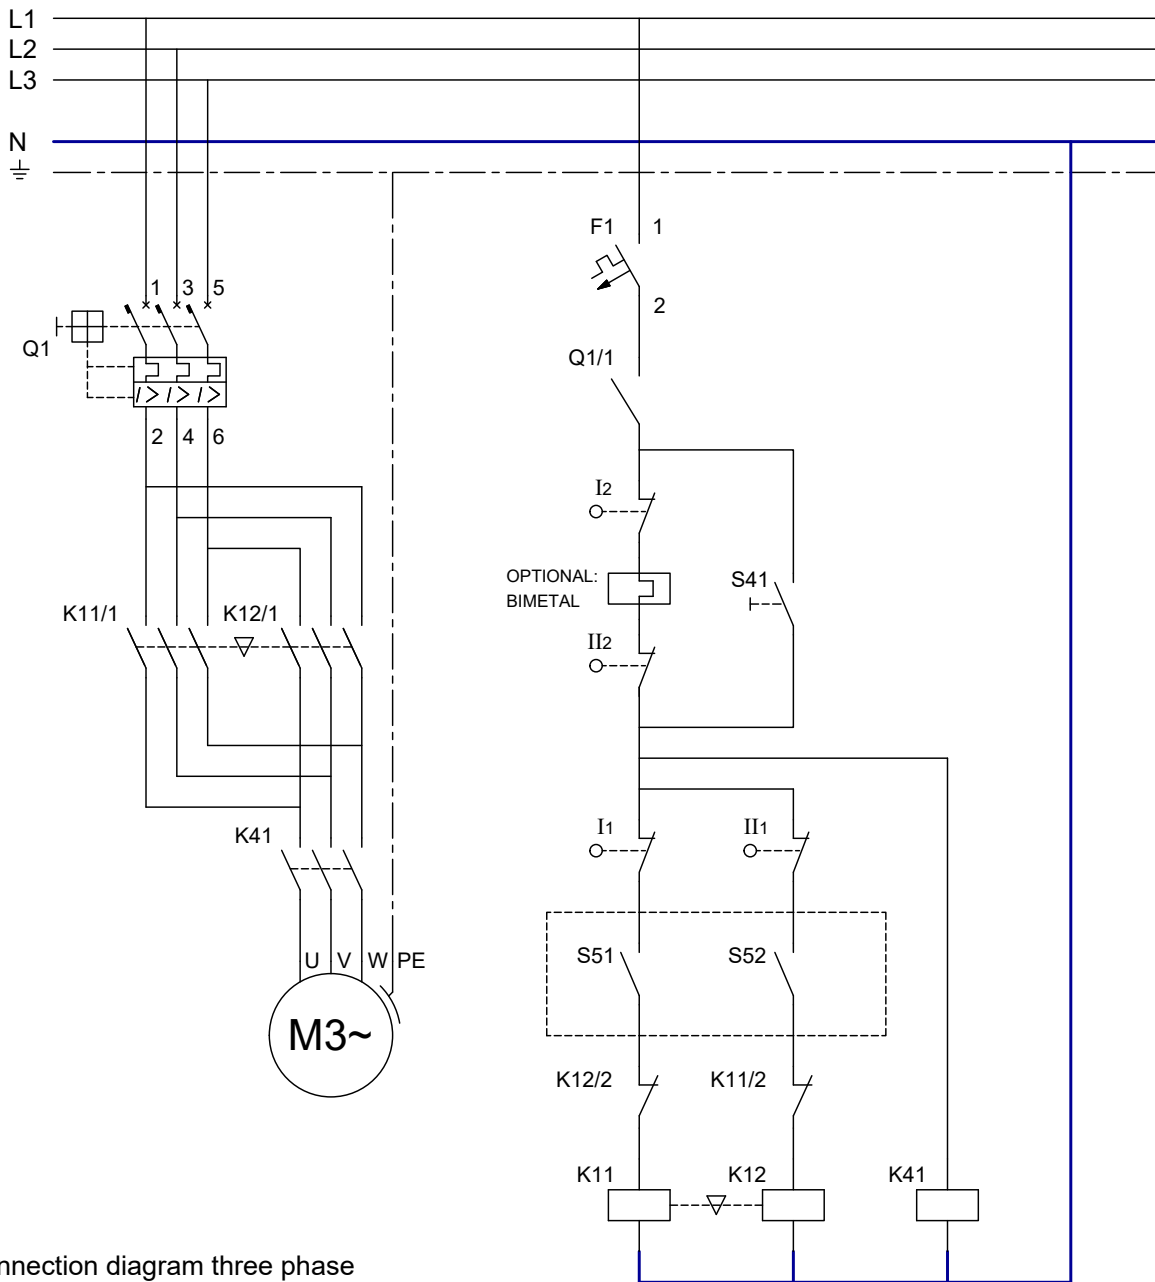 L1
L2
L3
N
F1 1
1 3 5
2
Q1
Q1/1
2 4 6
I2
OPTIONAL:
BIMETAL
S41
K11/1 K12/1
II2
K41
I1 II1
U V W PE
S51 S52
M3~
K12/2 K11/2
K11 K12 K41
nnection diagram three phase